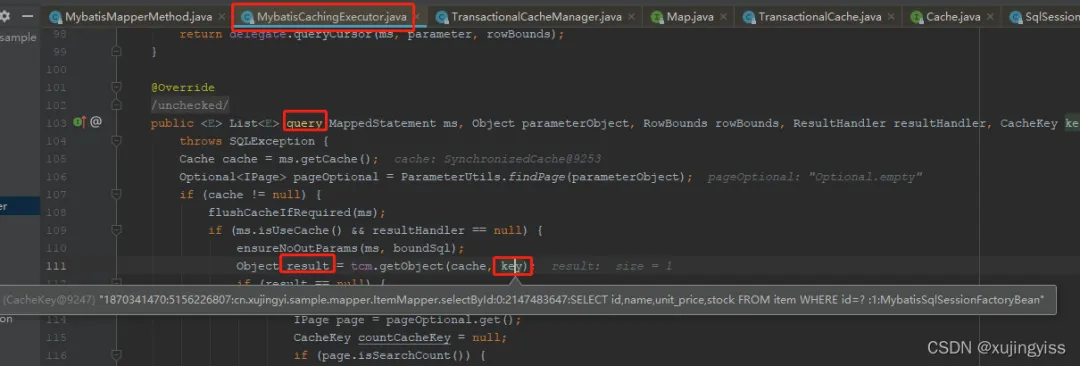 MybatisMapperMethod.java × MybatisCachingExecutor.java × TransactionalCacheManager.java × Map.java × TransactionalCache.java × Cache.java × SqlSession
sample
98 return delegate.queryCursor(ms, parameter, rowBounds);
99 }
100
101 @Override
102 /unchecked/
103 @ public <E> List<E> query(MappedStatement ms, Object parameterObject, RowBounds rowBounds, ResultHandler resultHandler, CacheKey ke
104 throws SQLException {
105 Cache cache = ms.getCache(); cache: SynchronizedCache@9253
106 Optional<IPage> pageOptional = ParameterUtils.findPage(parameterObject); pageOptional: "Optional.empty"
107 if (cache != null) {
er 108 flushCacheIfRequired(ms);
109 if (ms.isUseCache() && resultHandler == null) {
110 ensureNoOutParams(ms, boundSql);
111 Object result = tcm.getObject(cache, key); result: size = 1
if (result == null) {
{CacheKey@9247} "1870341470:5156226807:cn.xujingyi.sample.mapper.ItemMapper.selectById:0:2147483647:SELECT id,name,unit_price,stock FROM item WHERE id=? :1:MybatisSqlSessionFactoryBean"
on 114 IPage page = pageOptional.get();
115 CacheKey countCacheKey = null;
116 if (page.isSearchCount()) {
CSDN @xujingyiss